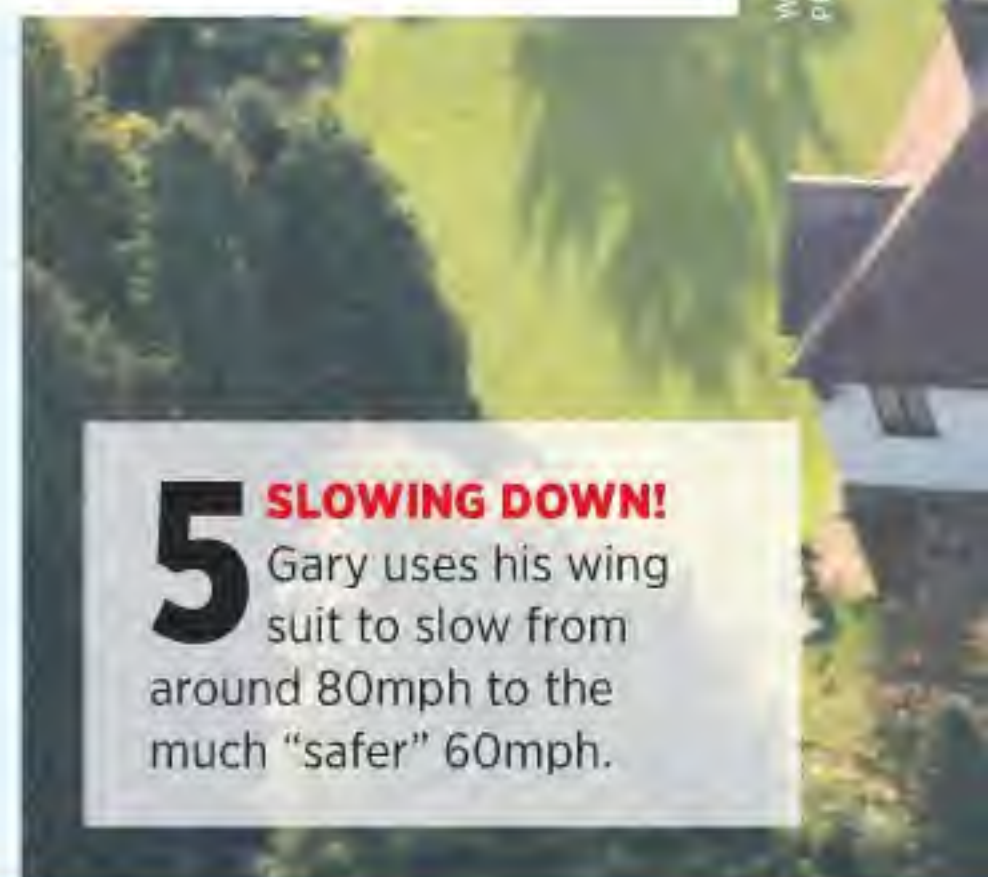 5 SLOWING DOWN!
Gary uses his wing
suit to slow from
around 80mph to the
much “safer” 60mph.